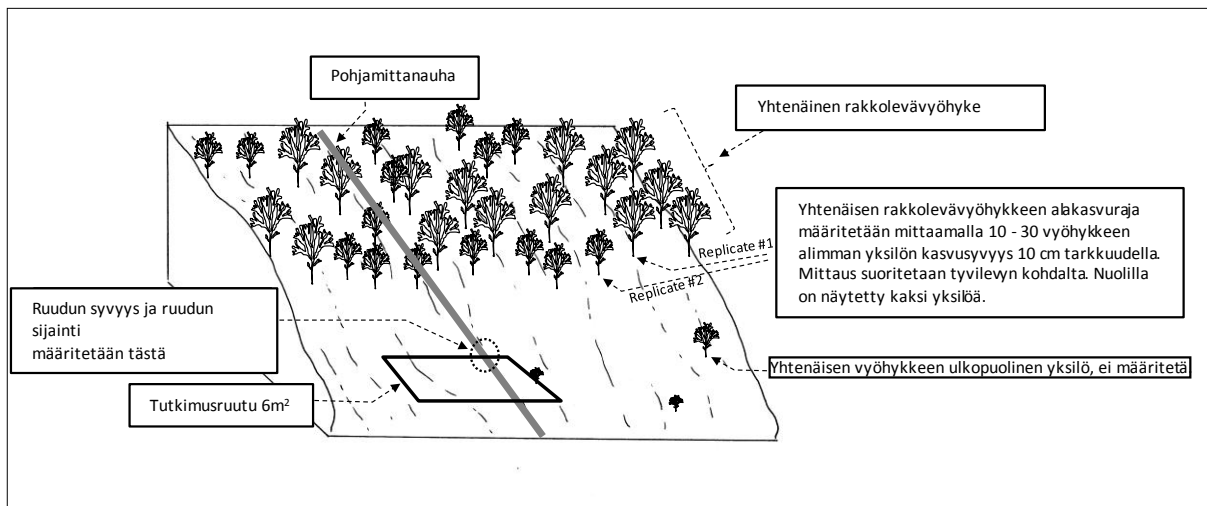 Pohjamittanauha
Yhtenäinen rakkolevävyöhyke
Yhtenäisen rakkolevävyöhykkeen alakasvuraja
määritetään mittaamalla 10 - 30 vyöhykkeen
alimman yksilön kasvusyvyys 10 cm tarkkuudella.
Mittaus suoritetaan tyvilevyn kohdalta. Nuolilla
on näytetty kaksi yksilöä.
Replicate #1
Replicate #2
Ruudun syvyys ja ruudun
sijainti
määritetään tästä
Yhtenäisen vyöhykkeen ulkopuolinen yksilö, ei määritetä
Tutkimusruutu 6m²